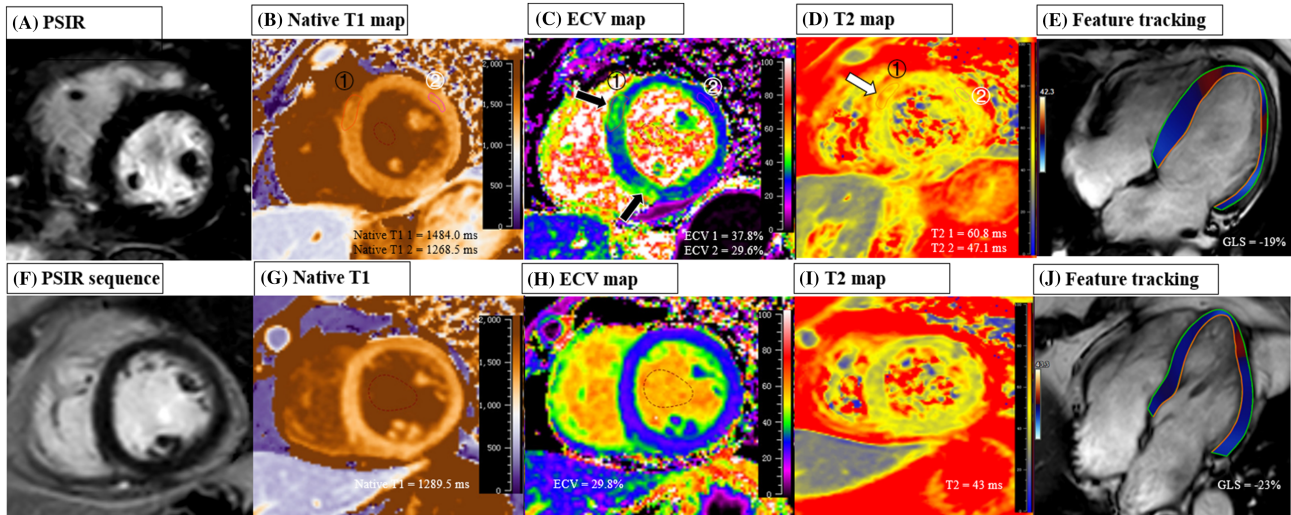 (A) PSIR
(B) Native T1 map
(C) ECV map
(D) T2 map
(E) Feature tracking
① ②
2,000
1,500
1,000
500
0
Native T1 1 = 1484.0 ms
Native T1 2 = 1268.5 ms
① ②
100
80
60
40
20
0
ECV 1 = 37.8%
ECV 2 = 29.6%
① ②
T2 1 = 60.8 ms
T2 2 = 47.1 ms
42.3
GLS = -19%
(F) PSIR sequence
(G) Native T1
(H) ECV map
(I) T2 map
(J) Feature tracking
2,000
1,500
1,000
500
0
Native T1 = 1289.5 ms
100
80
60
40
20
0
ECV = 29.8%
T2 = 43 ms
GLS = -23%